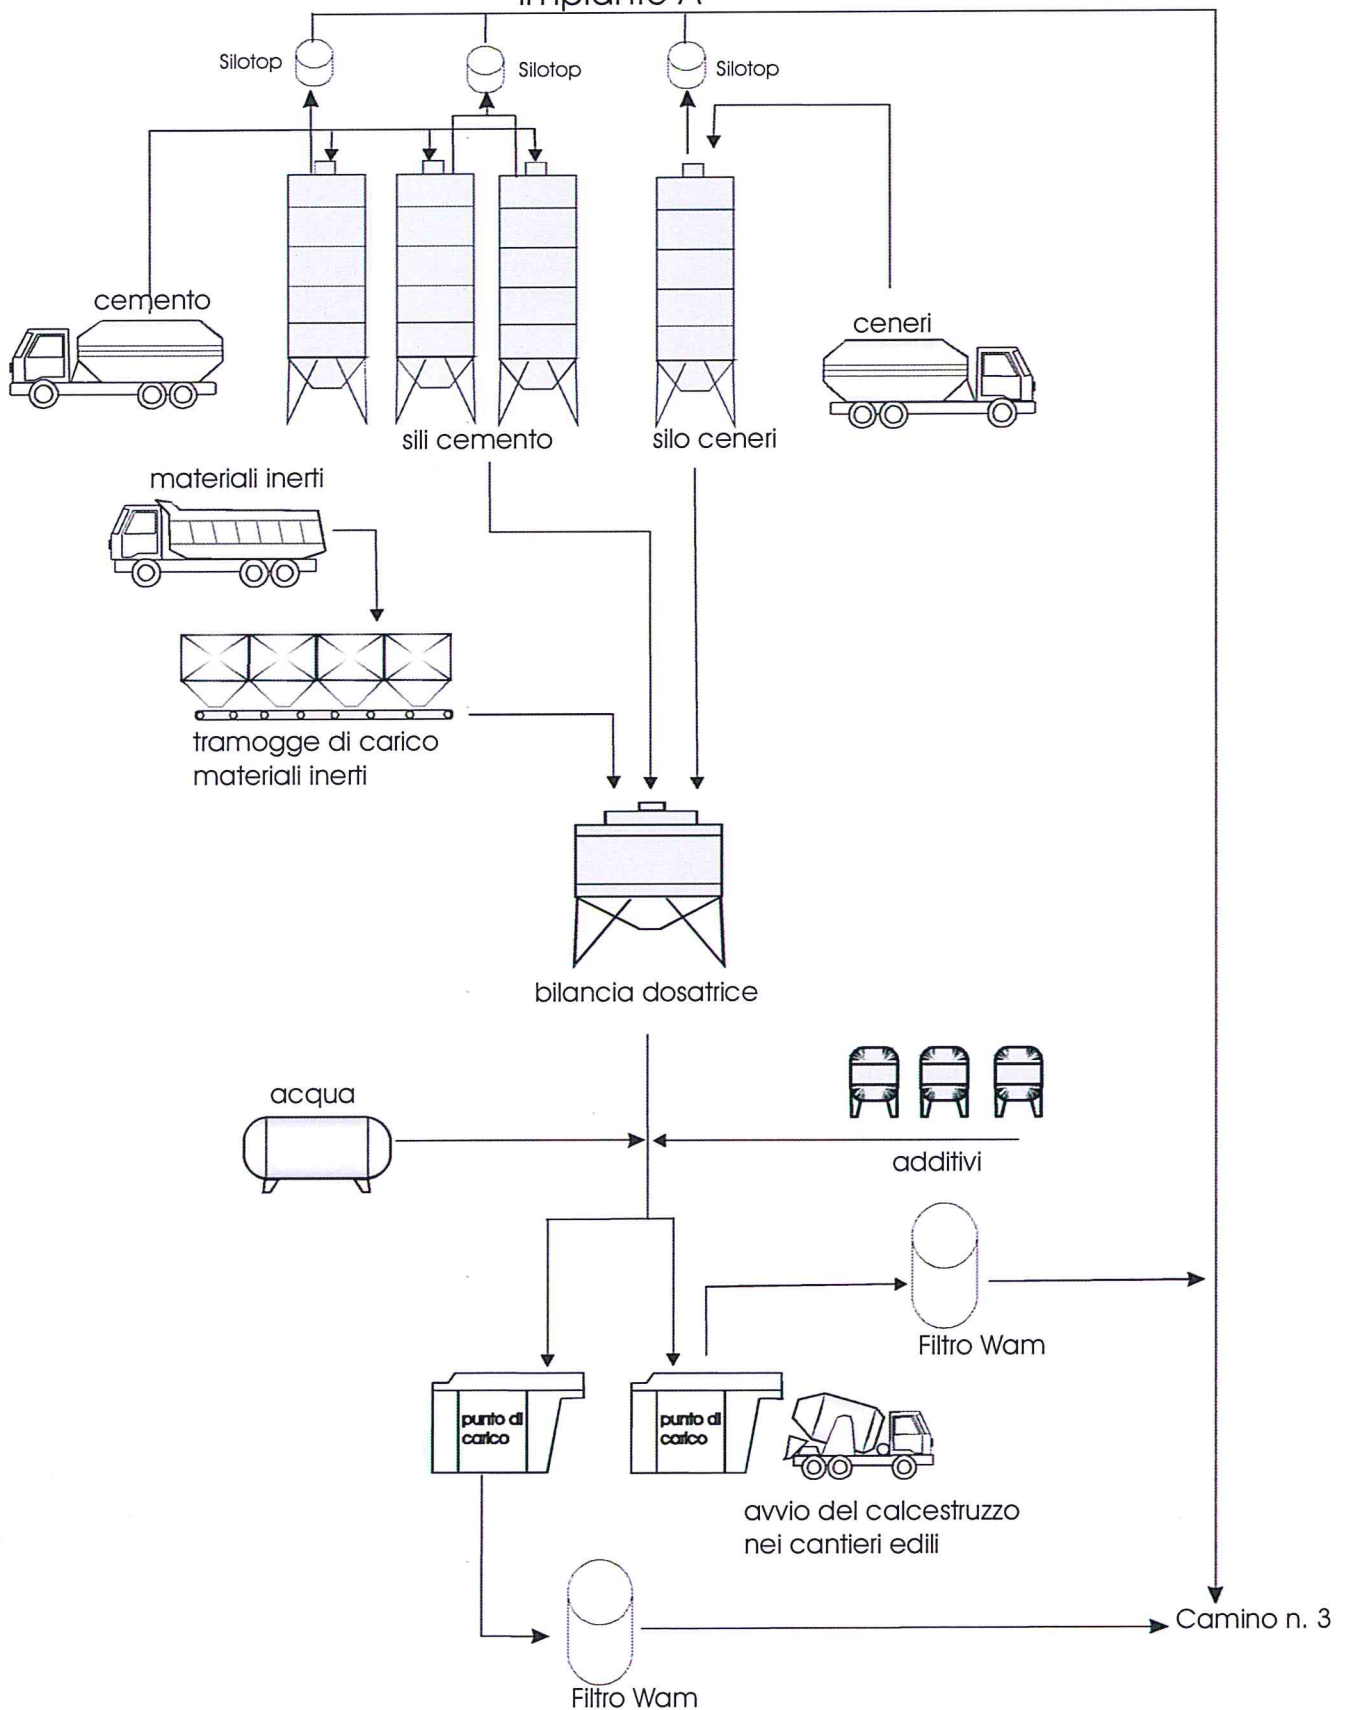 Impianto A
Silotop
Silotop
Silotop
cemento
ceneri
sili cemento
silo ceneri
materiali inerti
tramogge di carico
materiali inerti
bilancia dosatrice
acqua
additivi
Filtro Wam
punto di
carico
punto di
carico
avvio del calcestruzzo
nei cantieri edili
Camino n. 3
Filtro Wam